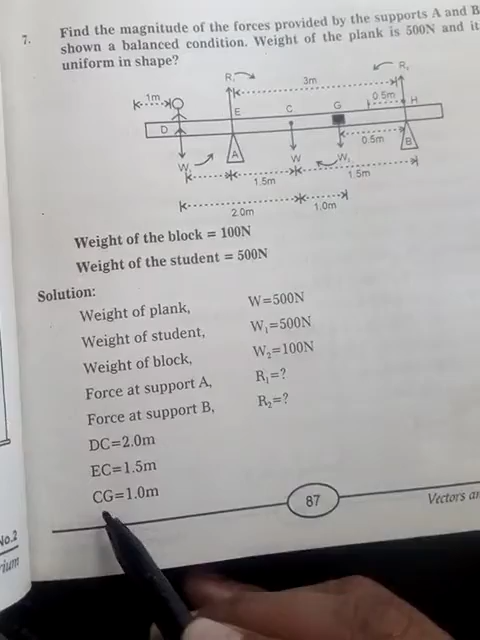 7. Find the magnitude of the forces provided by the supports A and B
shown a balanced condition. Weight of the plank is 500N and it
uniform in shape?
R₁ 3m R₂
1m 0.5m
E C G H
D
A B
0.5m
W₁ W W₂
1.5m 1.5m
2.0m 1.0m
Weight of the block = 100N
Weight of the student = 500N
Solution:
Weight of plank, W=500N
Weight of student, W₁=500N
Weight of block, W₂=100N
Force at support A, R₁=?
Force at support B, R₂=?
DC=2.0m
EC=1.5m
CG=1.0m
87
No.2